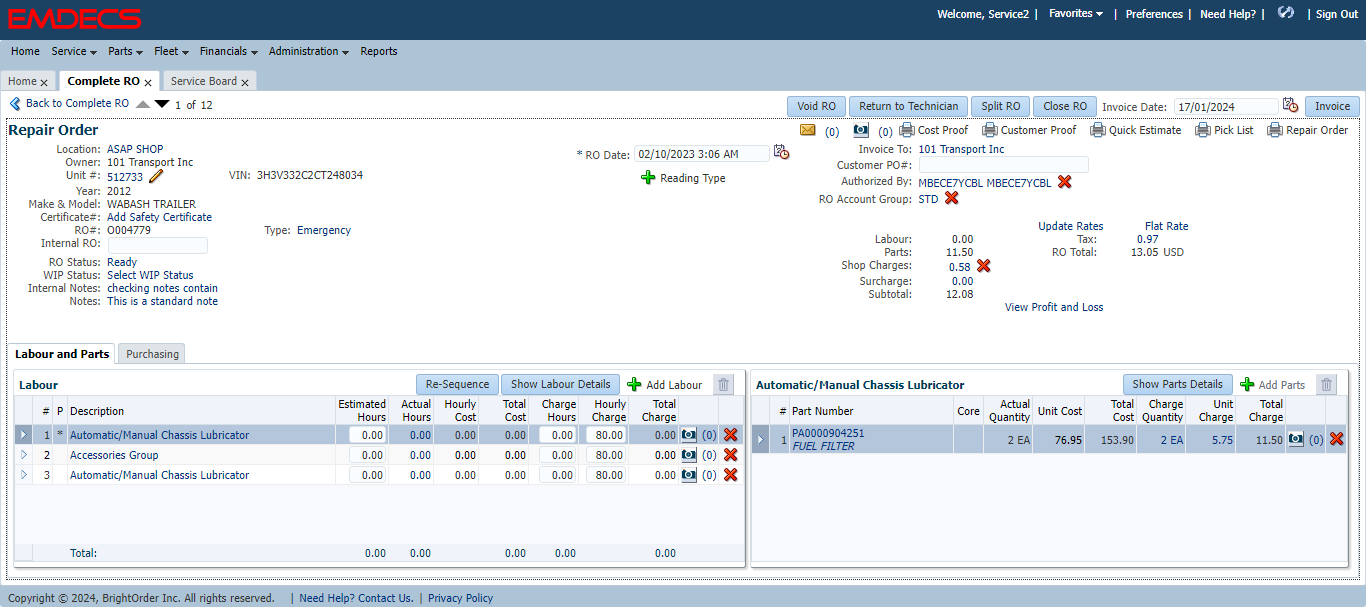 EMDECS
Welcome, Service2 | Favorites | Preferences | Need Help? | | Sign Out
Home Service Parts Fleet Financials Administration Reports
Home x Complete RO x Service Board x
Back to Complete RO 1 of 12 Void RO Return to Technician Split RO Close RO Invoice Date: 17/01/2024 Invoice
Repair Order (0) (0) Cost Proof Customer Proof Quick Estimate Pick List Repair Order
Location: ASAP SHOP
Owner: 101 Transport Inc
Unit #: 512733 VIN: 3H3V332C2CT248034
Year: 2012
Make & Model: WABASH TRAILER
Certificate#: Add Safety Certificate
RO#: O004779 Type: Emergency
Internal RO:
RO Status: Ready
WIP Status: Select WIP Status
Internal Notes: checking notes contain
Notes: This is a standard note
* RO Date: 02/10/2023 3:06 AM
Reading Type
Invoice To: 101 Transport Inc
Customer PO#:
Authorized By: MBECE7YCBL MBECE7YCBL
RO Account Group: STD
Update Rates Flat Rate
Labour: 0.00 Tax: 0.97
Parts: 11.50 RO Total: 13.05 USD
Shop Charges: 0.58
Surcharge: 0.00
Subtotal: 12.08
View Profit and Loss
Labour and Parts Purchasing
Labour Re-Sequence Show Labour Details Add Labour
# P Description Estimated Hours Actual Hours Hourly Cost Total Cost Charge Hours Hourly Charge Total Charge
1 * Automatic/Manual Chassis Lubricator 0.00 0.00 0.00 0.00 0.00 80.00 0.00 (0)
2 Accessories Group 0.00 0.00 0.00 0.00 0.00 80.00 0.00 (0)
3 Automatic/Manual Chassis Lubricator 0.00 0.00 0.00 0.00 0.00 80.00 0.00 (0)
Total: 0.00 0.00 0.00 0.00 0.00
Automatic/Manual Chassis Lubricator Show Parts Details Add Parts
# Part Number Core Actual Quantity Unit Cost Total Cost Charge Quantity Unit Charge Total Charge
1 PA0000904251 2 EA 76.95 153.90 2 EA 5.75 11.50 (0)
FUEL FILTER
Copyright © 2024, BrightOrder Inc. All rights reserved. | Need Help? Contact Us. | Privacy Policy